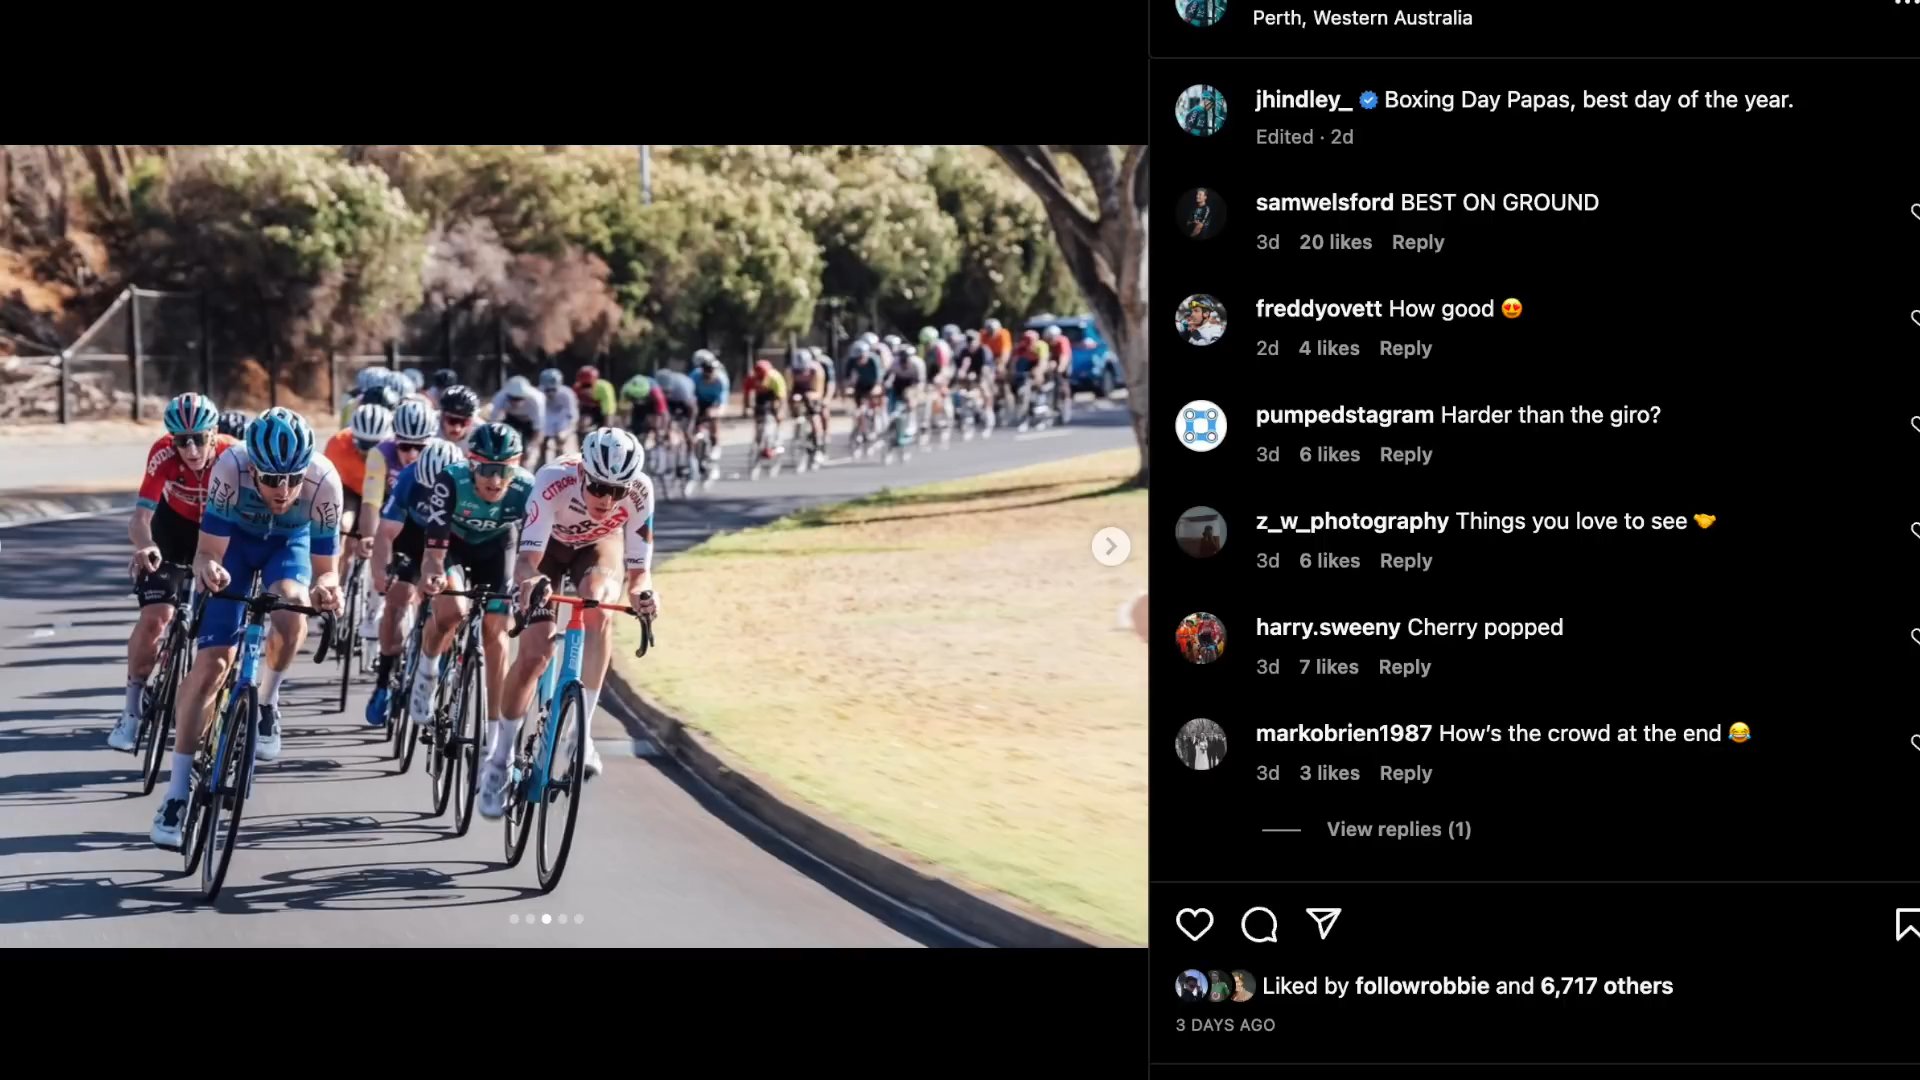 Perth, Western Australia
jhindley_ Boxing Day Papas, best day of the year.
Edited · 2d
samwelsford BEST ON GROUND
3d 20 likes Reply
freddyovett How good 😍
2d 4 likes Reply
pumpedstagram Harder than the giro?
3d 6 likes Reply
z_w_photography Things you love to see 🤝
3d 6 likes Reply
harry.sweeny Cherry popped
3d 7 likes Reply
markobrien1987 How's the crowd at the end 😂
3d 3 likes Reply
View replies (1)
Liked by followrobbie and 6,717 others
3 DAYS AGO
CITROËN
BMC